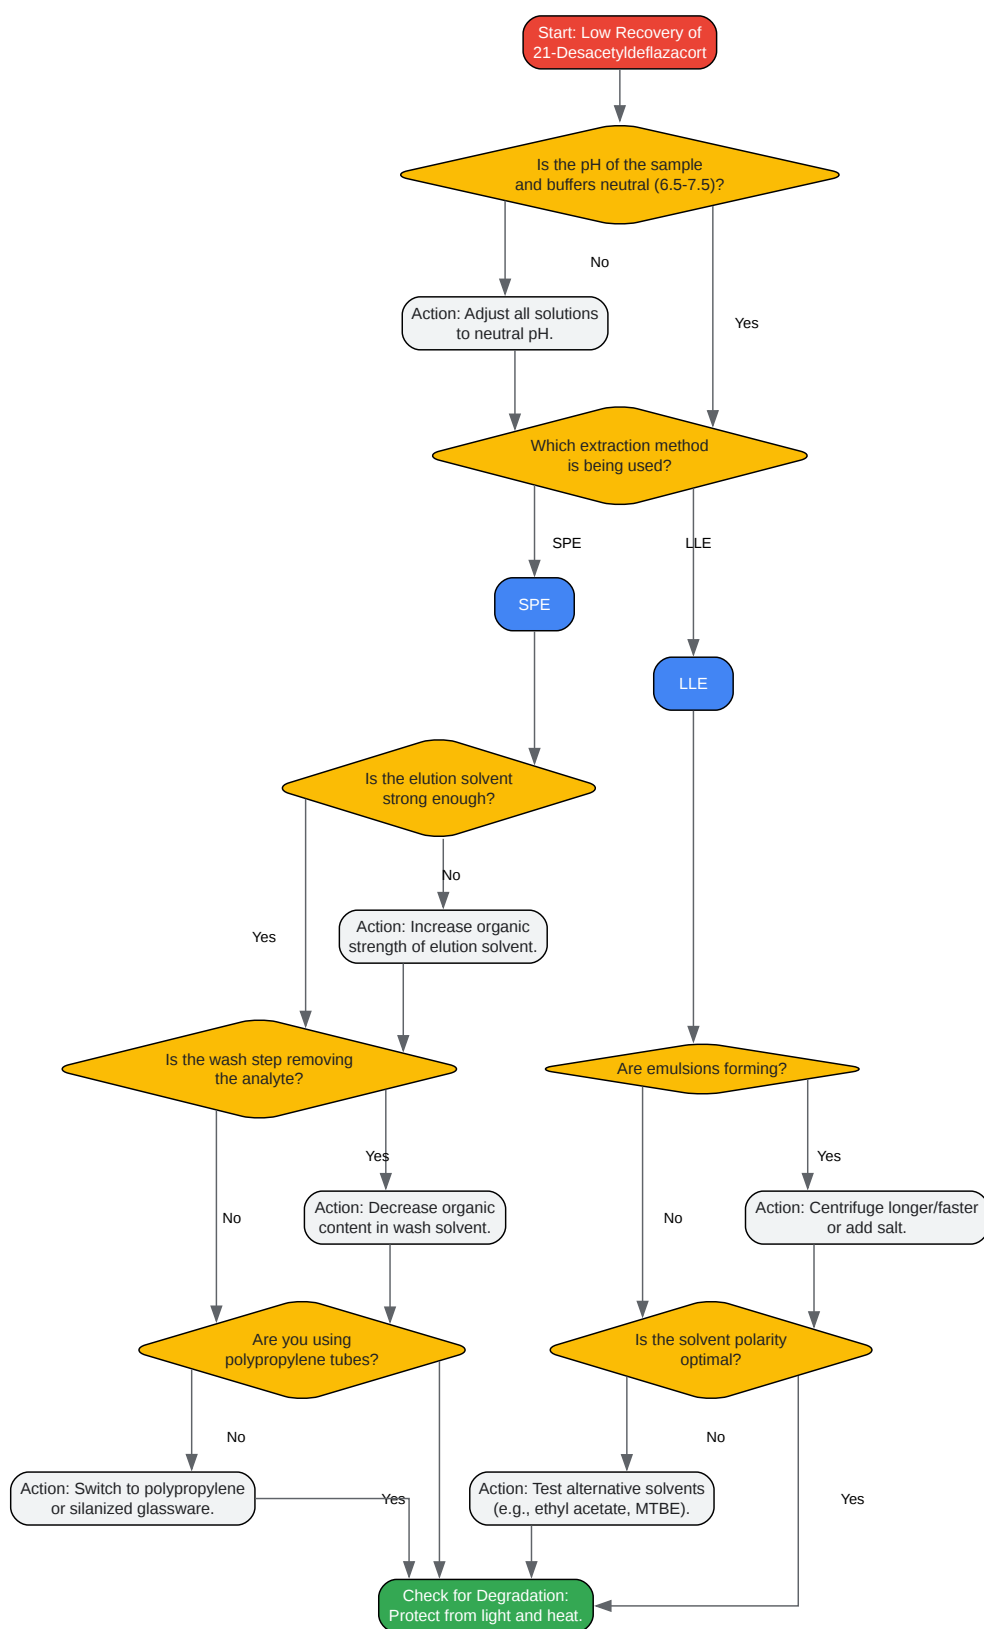 Start: Low Recovery of
21-Desacetyldeflazacort
Is the pH of the sample
and buffers neutral (6.5-7.5)?
No
Action: Adjust all solutions
to neutral pH.
Yes
Which extraction method
is being used?
SPE
LLE
SPE
LLE
Is the elution solvent
strong enough?
No
Action: Increase organic
strength of elution solvent.
Yes
Is the wash step removing
the analyte?
Are emulsions forming?
Yes
Yes
Action: Decrease organic
content in wash solvent.
No
No
Action: Centrifuge longer/faster
or add salt.
Are you using
polypropylene tubes?
Is the solvent polarity
optimal?
No
No
Action: Switch to polypropylene
or silanized glassware.
Yes
Action: Test alternative solvents
(e.g., ethyl acetate, MTBE).
Yes
Check for Degradation:
Protect from light and heat.